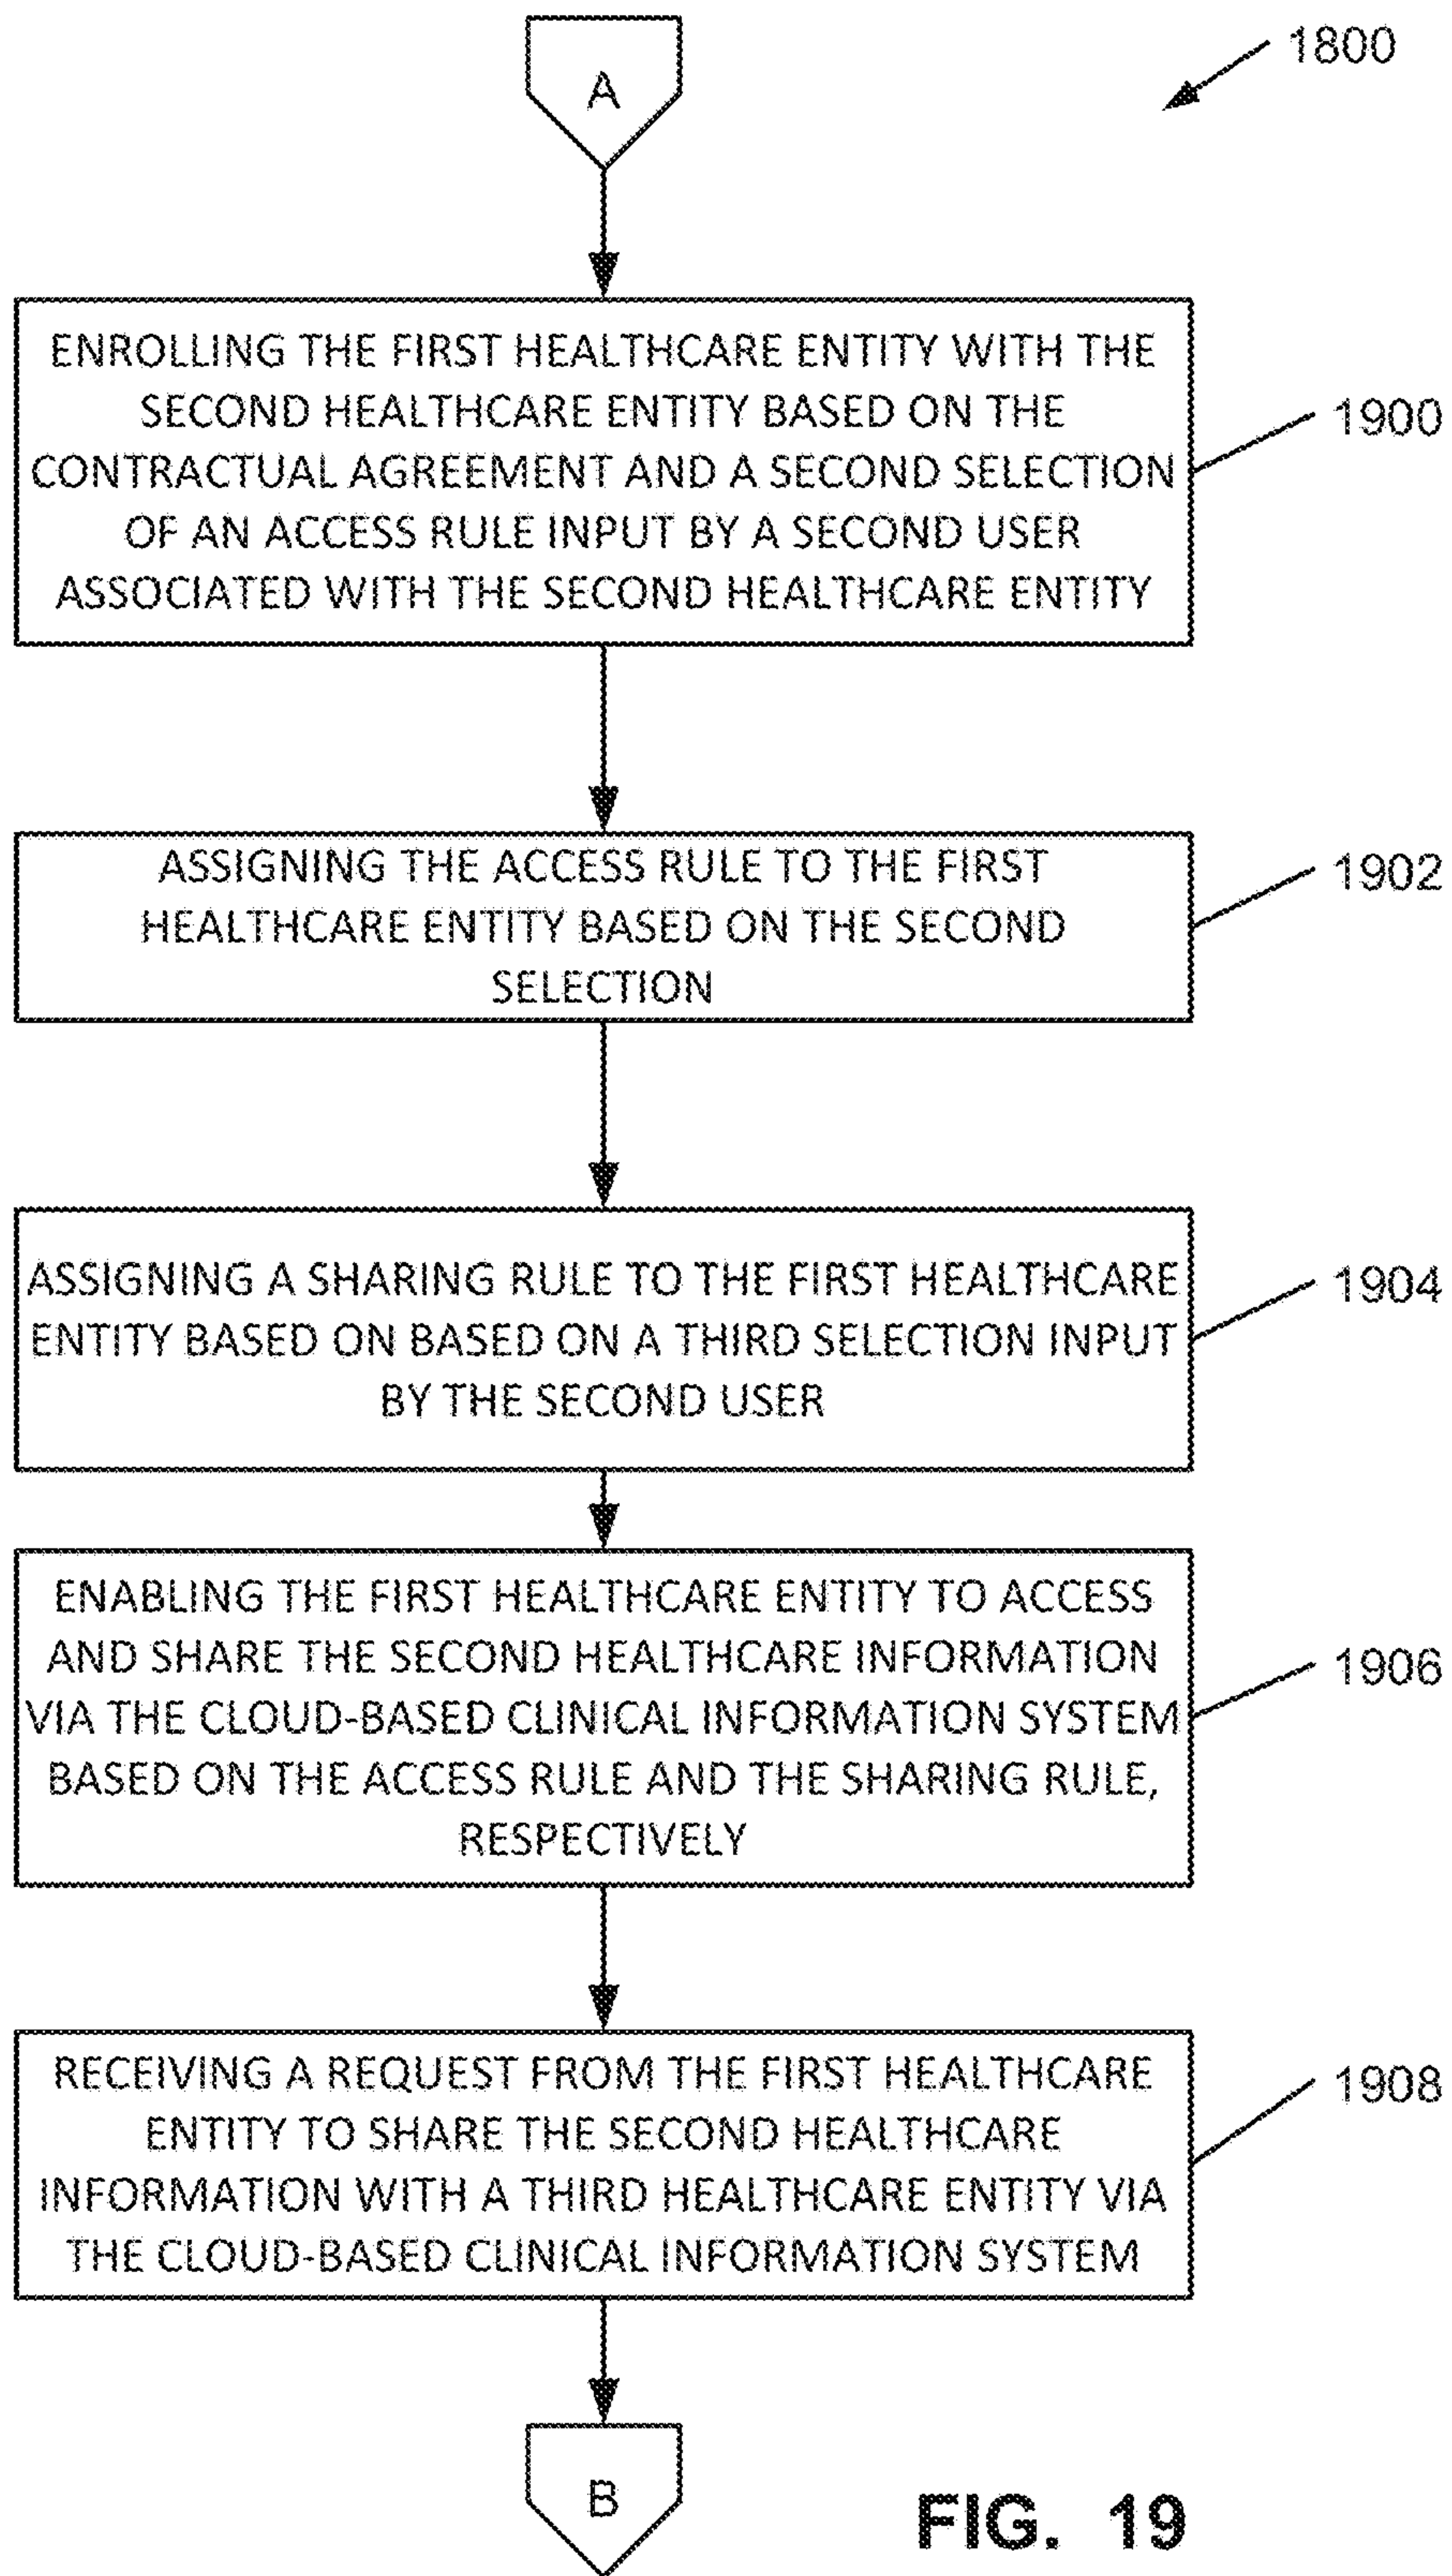 A
1800
ENROLLING THE FIRST HEALTHCARE ENTITY WITH THE
SECOND HEALTHCARE ENTITY BASED ON THE
CONTRACTUAL AGREEMENT AND A SECOND SELECTION
OF AN ACCESS RULE INPUT BY A SECOND USER
ASSOCIATED WITH THE SECOND HEALTHCARE ENTITY
1900
ASSIGNING THE ACCESS RULE TO THE FIRST
HEALTHCARE ENTITY BASED ON THE SECOND
SELECTION
1902
ASSIGNING A SHARING RULE TO THE FIRST HEALTHCARE
ENTITY BASED ON BASED ON A THIRD SELECTION INPUT
BY THE SECOND USER
1904
ENABLING THE FIRST HEALTHCARE ENTITY TO ACCESS
AND SHARE THE SECOND HEALTHCARE INFORMATION
VIA THE CLOUD-BASED CLINICAL INFORMATION SYSTEM
BASED ON THE ACCESS RULE AND THE SHARING RULE,
RESPECTIVELY
1906
RECEIVING A REQUEST FROM THE FIRST HEALTHCARE
ENTITY TO SHARE THE SECOND HEALTHCARE
INFORMATION WITH A THIRD HEALTHCARE ENTITY VIA
THE CLOUD-BASED CLINICAL INFORMATION SYSTEM
1908
B
FIG. 19